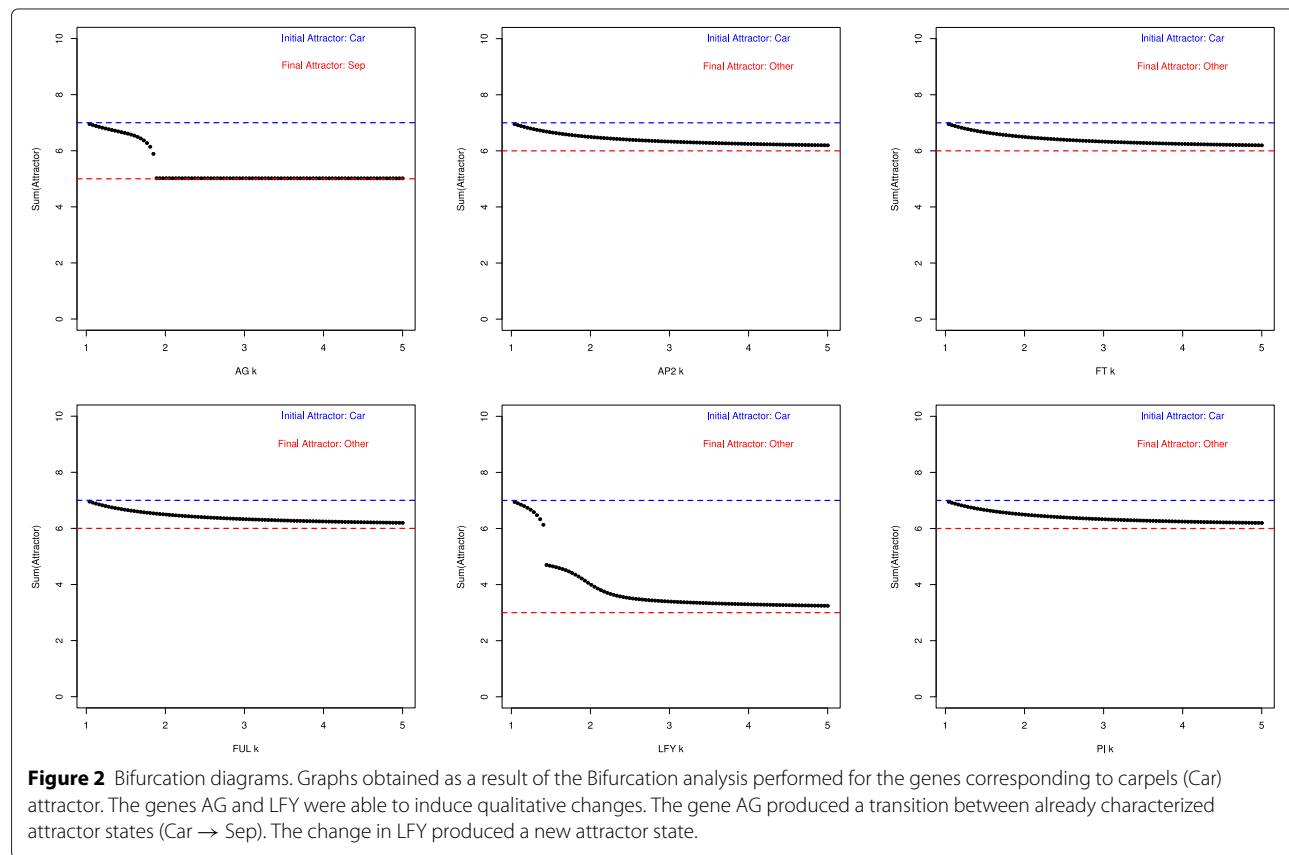 10
8
6
4
2
0
Sum(Attractor)
Initial Attractor: Car
Final Attractor: Sep
1 2 3 4 5
AG k
10
8
6
4
2
0
Sum(Attractor)
Initial Attractor: Car
Final Attractor: Other
1 2 3 4 5
AP2 k
10
8
6
4
2
0
Sum(Attractor)
Initial Attractor: Car
Final Attractor: Other
1 2 3 4 5
FT k
10
8
6
4
2
0
Sum(Attractor)
Initial Attractor: Car
Final Attractor: Other
1 2 3 4 5
FUL k
10
8
6
4
2
0
Sum(Attractor)
Initial Attractor: Car
Final Attractor: Other
1 2 3 4 5
LFY k
10
8
6
4
2
0
Sum(Attractor)
Initial Attractor: Car
Final Attractor: Other
1 2 3 4 5
PI k
Figure 2 Bifurcation diagrams. Graphs obtained as a result of the Bifurcation analysis performed for the genes corresponding to carpels (Car)
attractor. The genes AG and LFY were able to induce qualitative changes. The gene AG produced a transition between already characterized
attractor states (Car → Sep). The change in LFY produced a new attractor state.